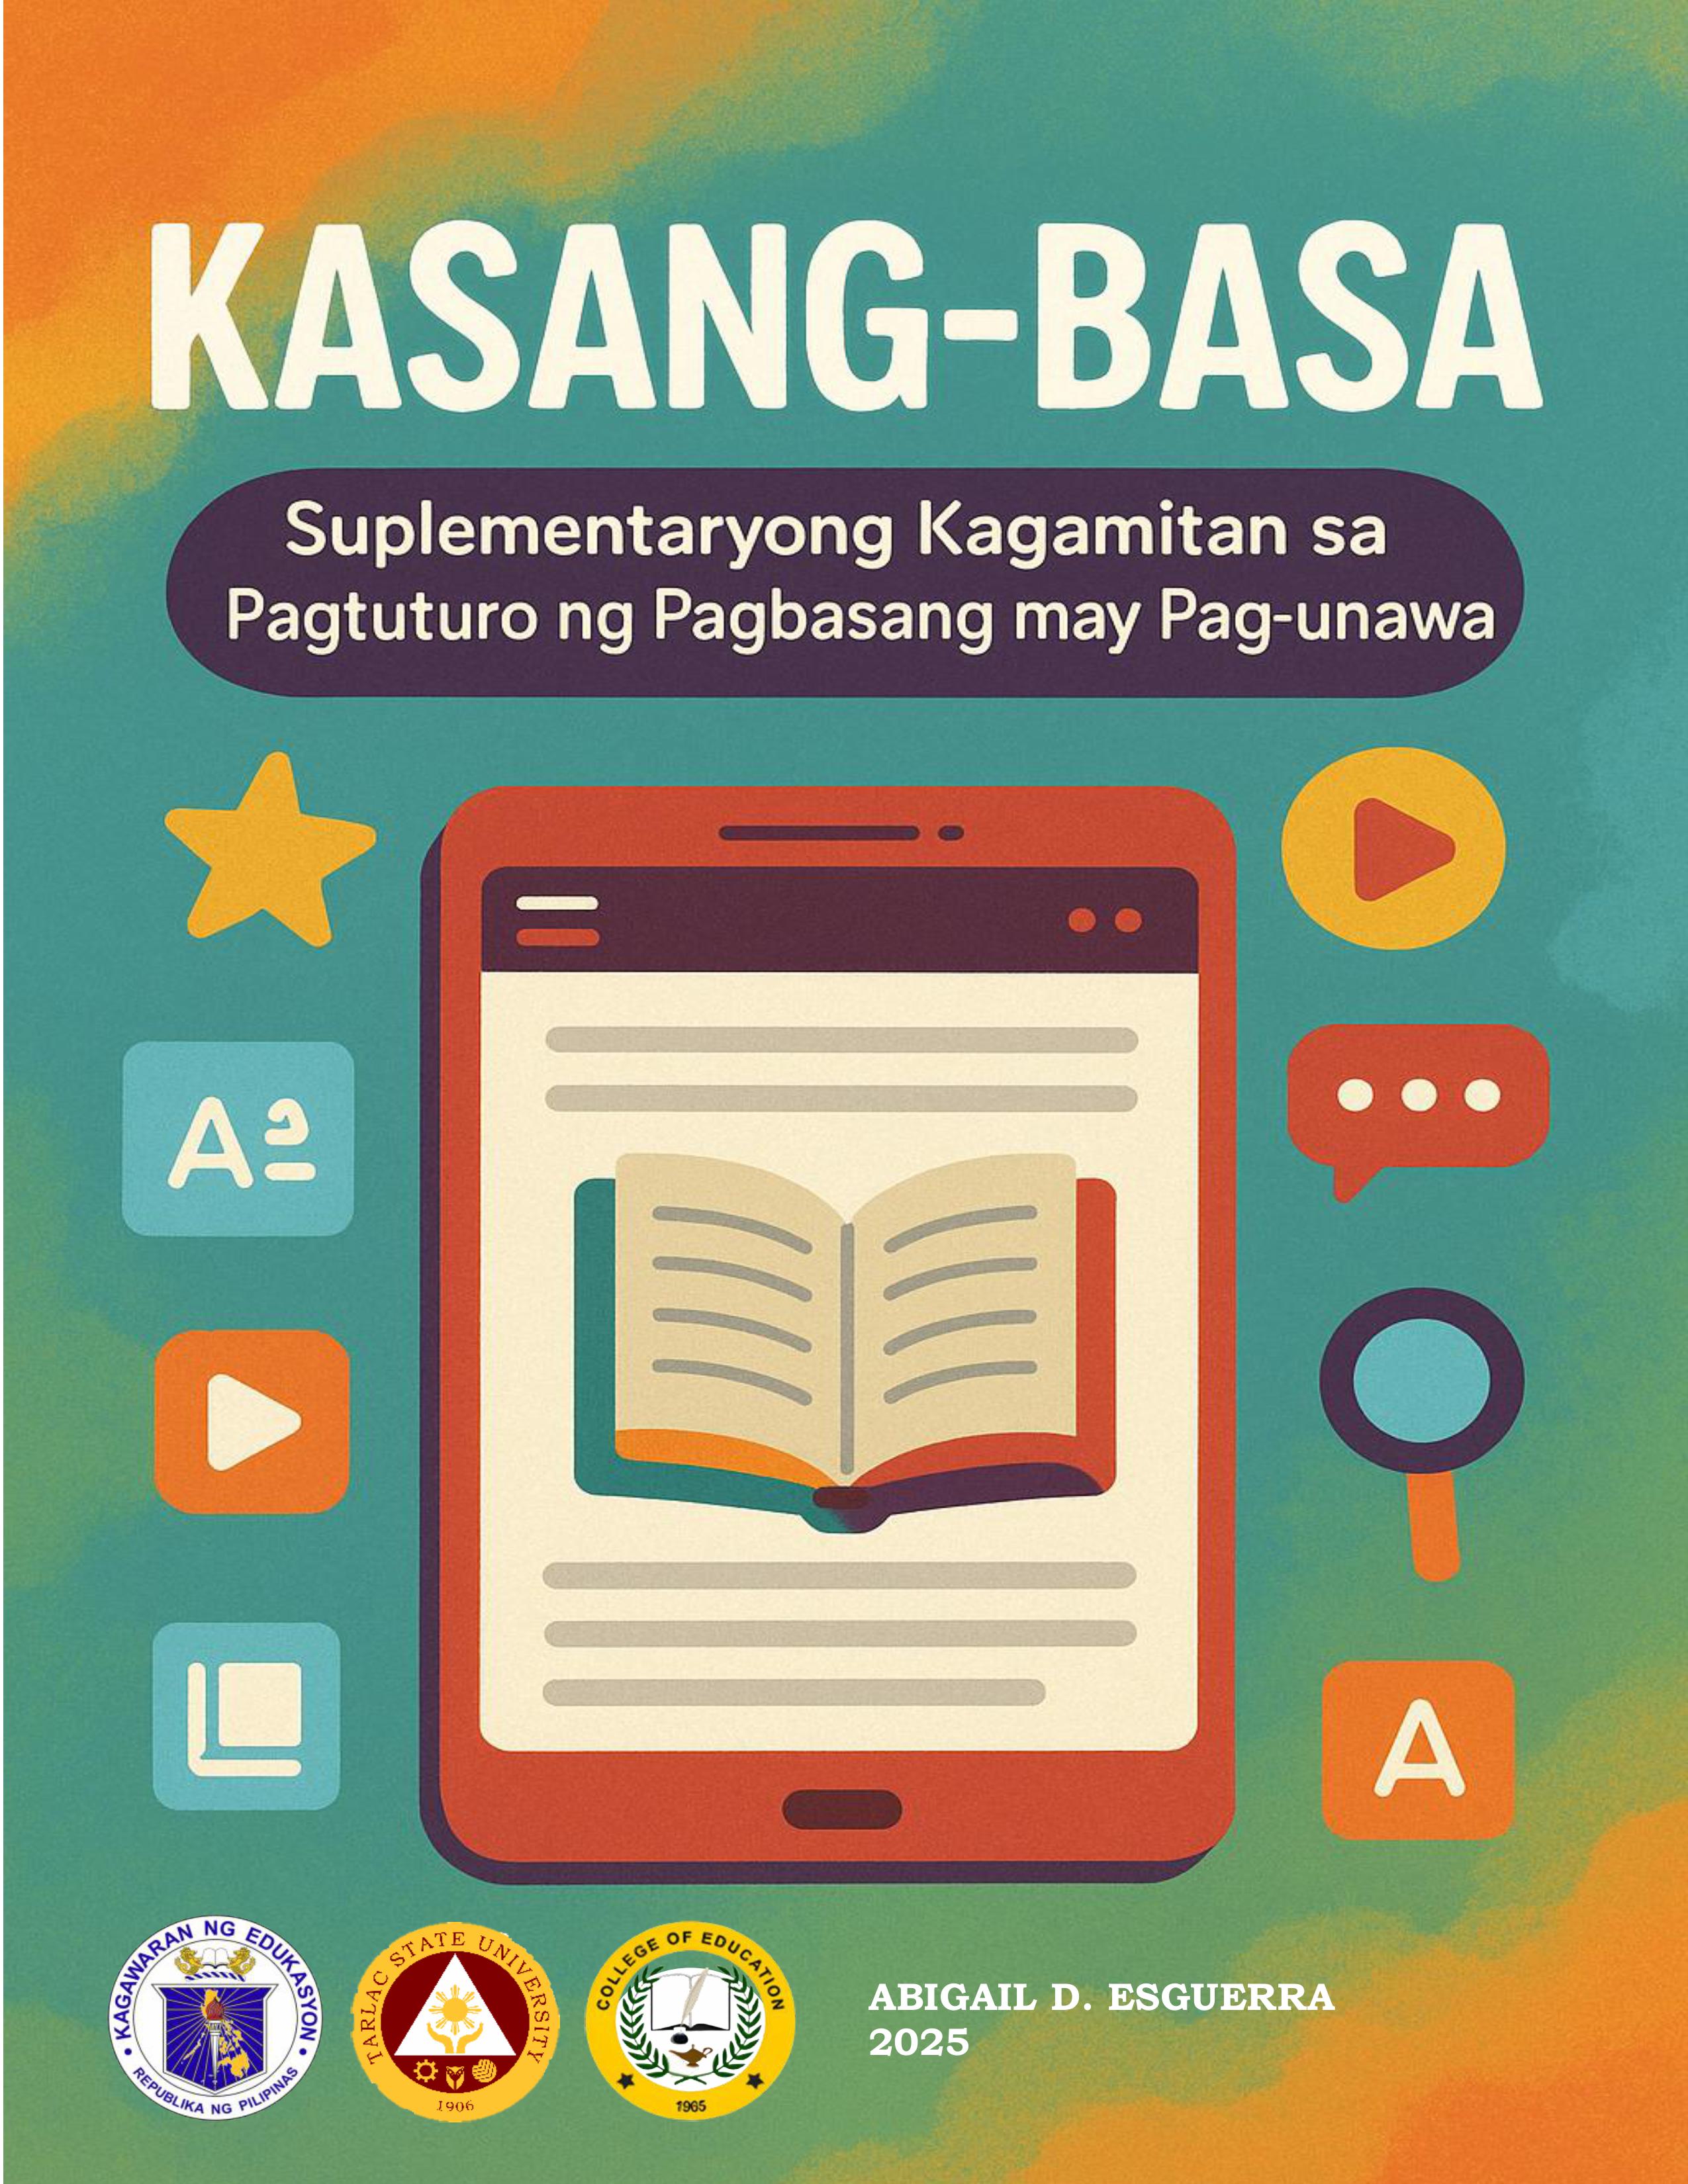 KASANG-BASA
Suplementaryong Kagamitan sa
Pagtuturo ng Pagbasang may Pag-unawa
A
A
KAGAWARAN NG EDUKASYON
REPUBLIKA NG PILIPINAS
TARLAC STATE UNIVERSITY
1906
COLLEGE OF EDUCATION
1965
ABIGAIL D. ESGUERRA
2025